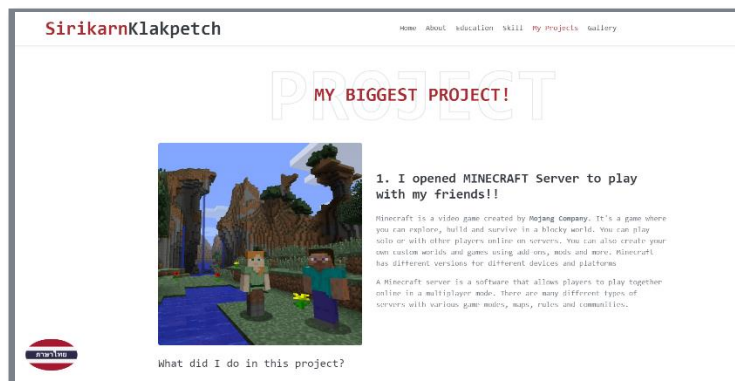 SirikarnKlakpetch
Home About Education Skill My Projects Gallery
PROJECT
MY BIGGEST PROJECT!
1. I opened MINECRAFT Server to play
with my friends!!
Minecraft is a video game created by Mojang Company. It's a game where
you can explore, build and survive in a blocky world. You can play
solo or with other players online on servers. You can also create your
own custom worlds and games using add-ons, mods and more. Minecraft
has different versions for different devices and platforms
A Minecraft server is a software that allows players to play together
online in a multiplayer mode. There are many different types of
servers with various game modes, maps, rules and communities.
ภาษาไทย
What did I do in this project?